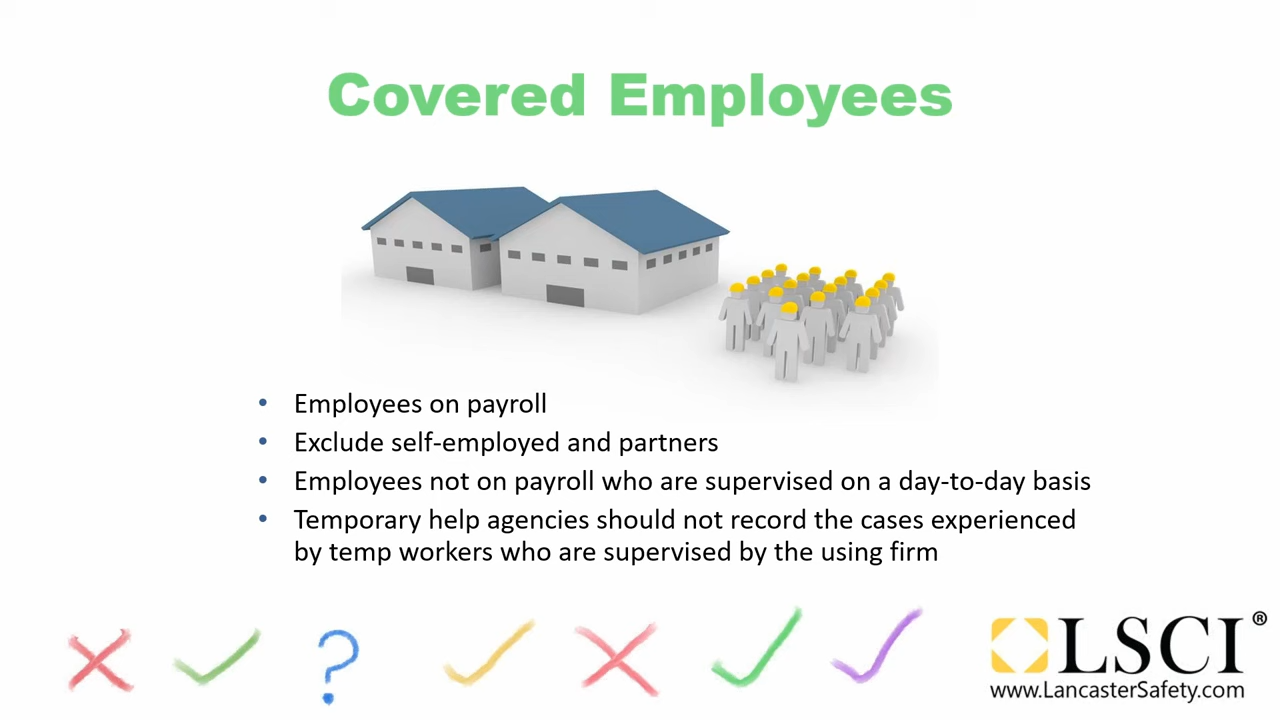 Covered Employees
• Employees on payroll
• Exclude self-employed and partners
• Employees not on payroll who are supervised on a day-to-day basis
• Temporary help agencies should not record the cases experienced
by temp workers who are supervised by the using firm
?
LSCI®
www.LancasterSafety.com